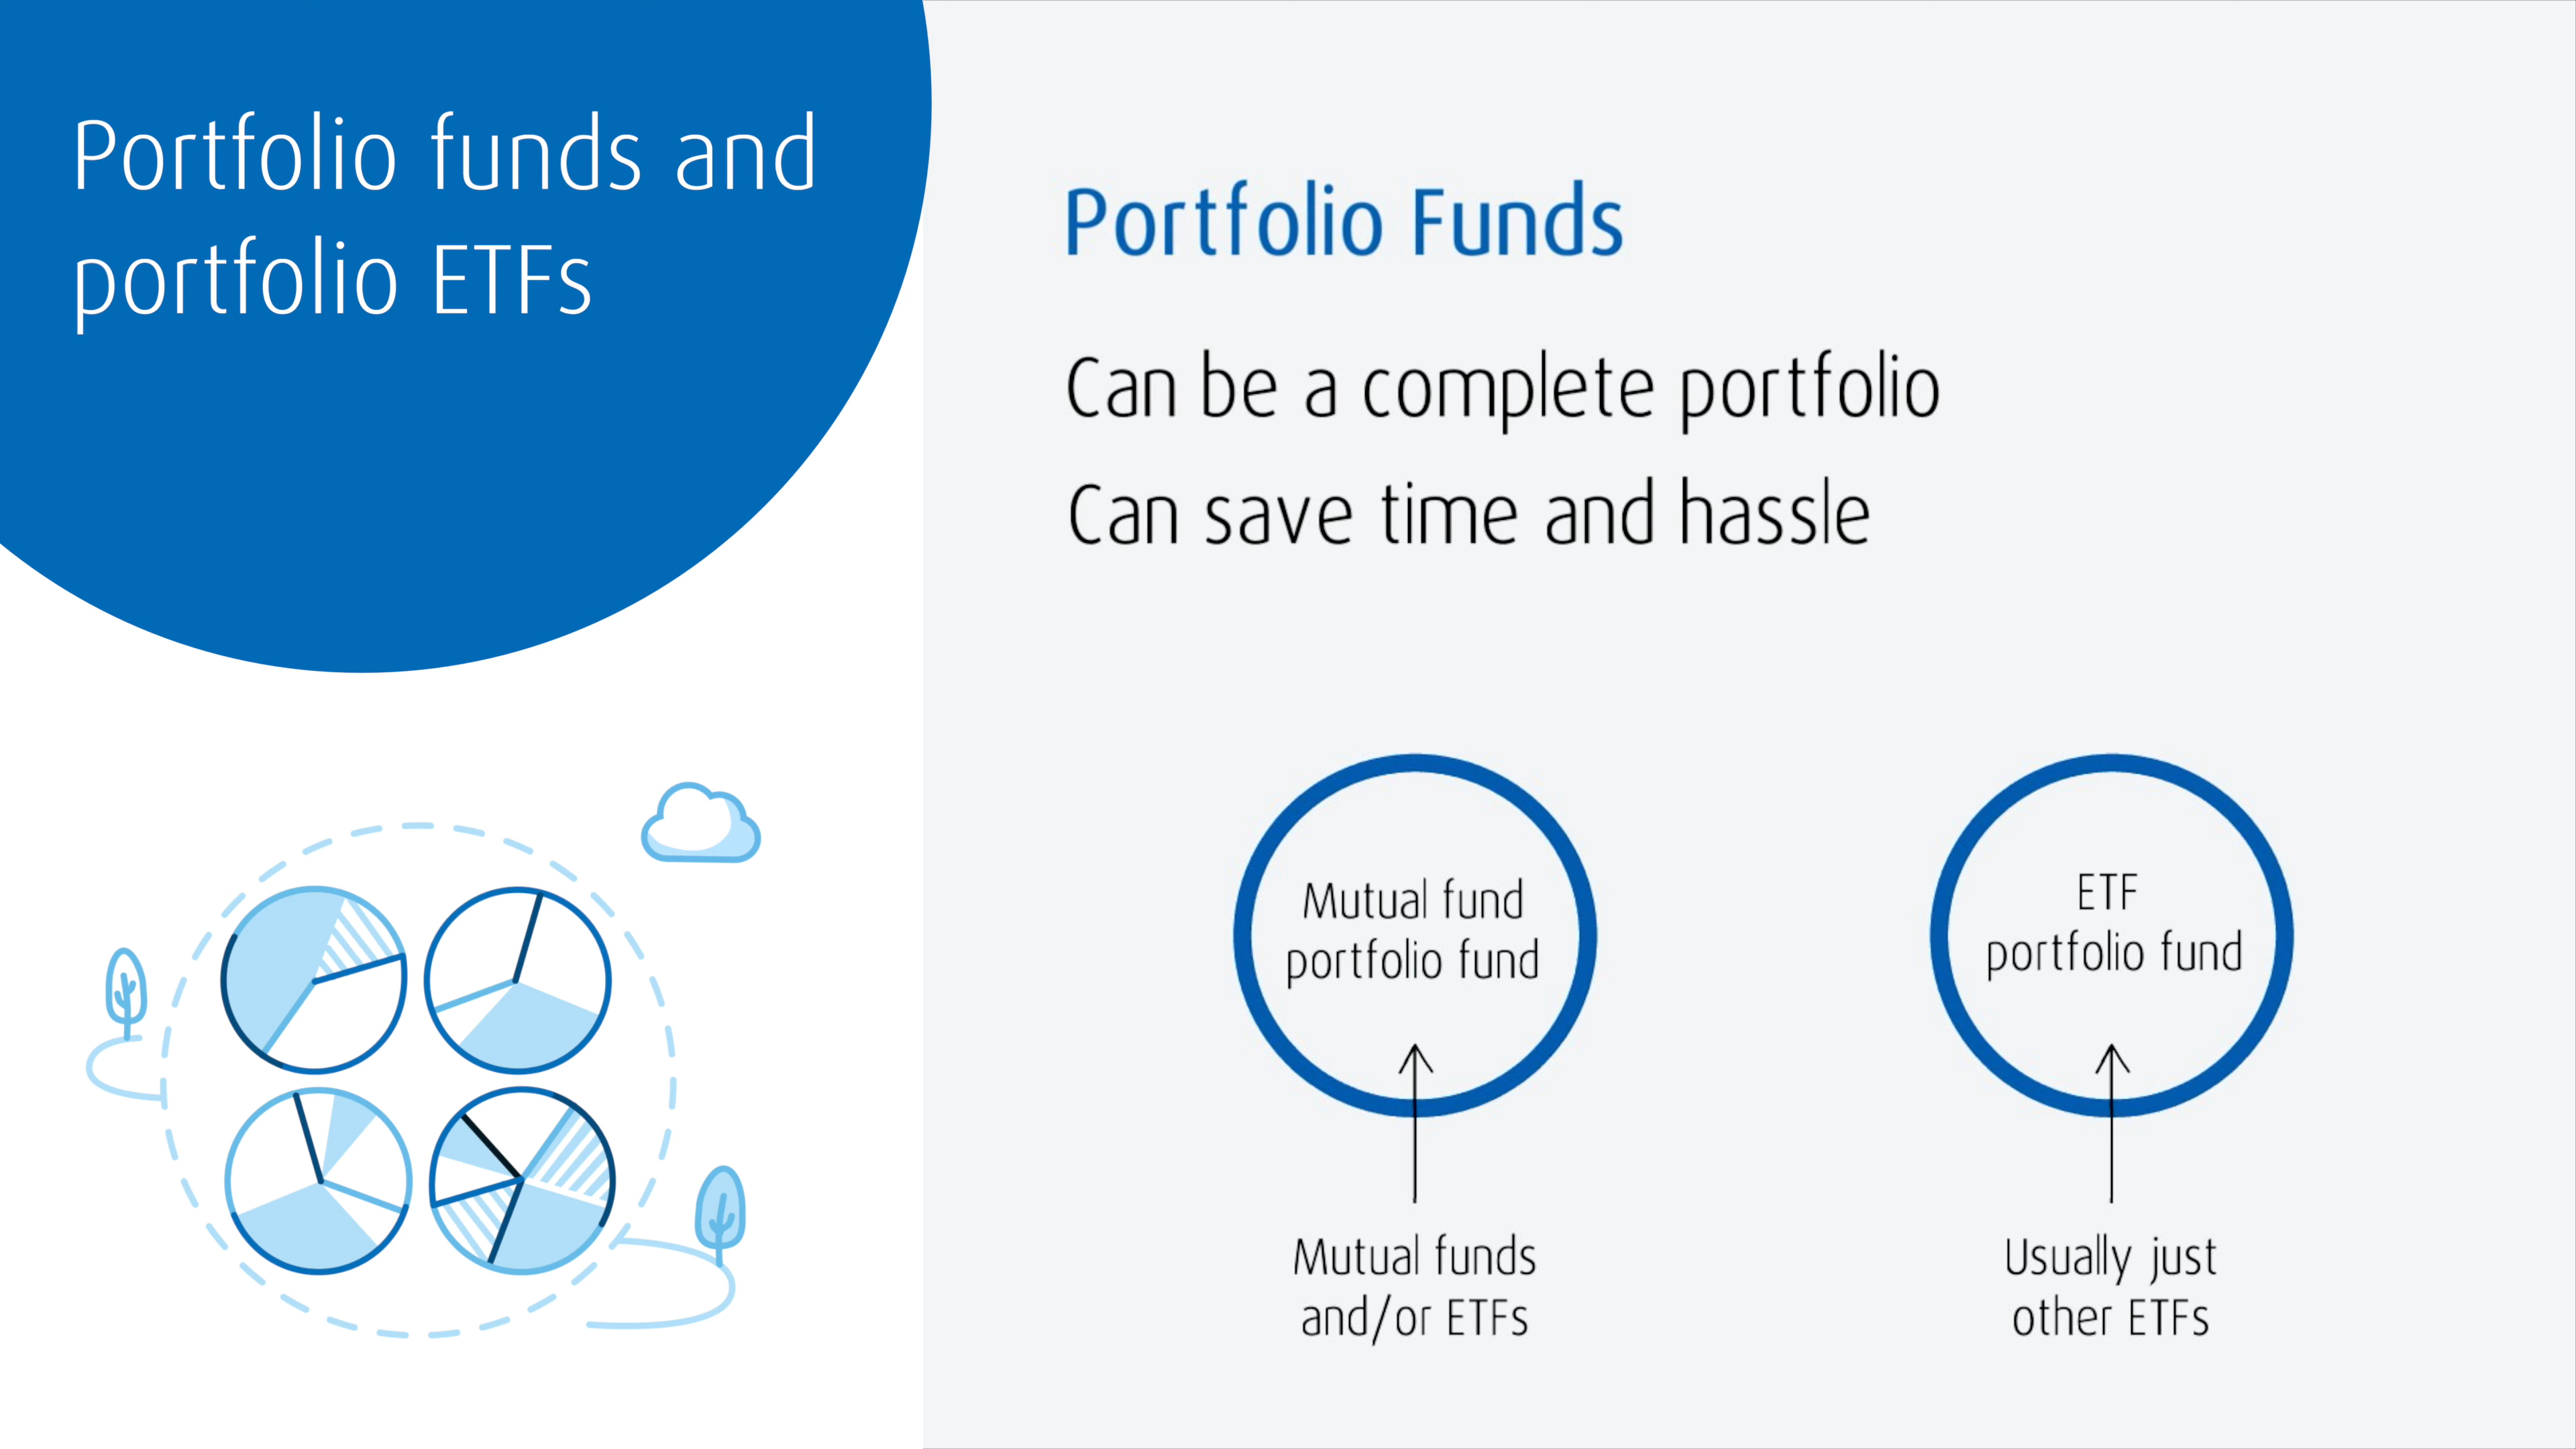 Portfolio funds and
portfolio ETFs
Portfolio Funds
Can be a complete portfolio
Can save time and hassle
Mutual fund
portfolio fund
Mutual funds
and/or ETFs
ETF
portfolio fund
Usually just
other ETFs